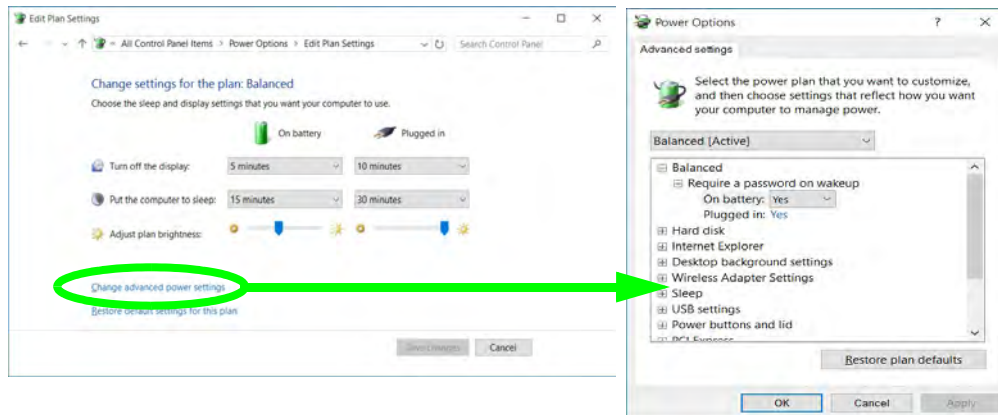 Edit Plan Settings
All Control Panel Items > Power Options > Edit Plan Settings
Search Control Panel
Change settings for the plan: Balanced
Choose the sleep and display settings that you want your computer to use.
On battery Plugged in
Turn off the display: 5 minutes 10 minutes
Put the computer to sleep: 15 minutes 30 minutes
Adjust plan brightness:
Change advanced power settings
Restore default settings for this plan
Save changes Cancel
Power Options ? ×
Advanced settings
Select the power plan that you want to customize,
and then choose settings that reflect how you want
your computer to manage power.
Balanced [Active]
Balanced
Require a password on wakeup
On battery: Yes
Plugged in: Yes
Hard disk
Internet Explorer
Desktop background settings
Wireless Adapter Settings
Sleep
USB settings
Power buttons and lid
PCI Express
Restore plan defaults
OK Cancel Apply